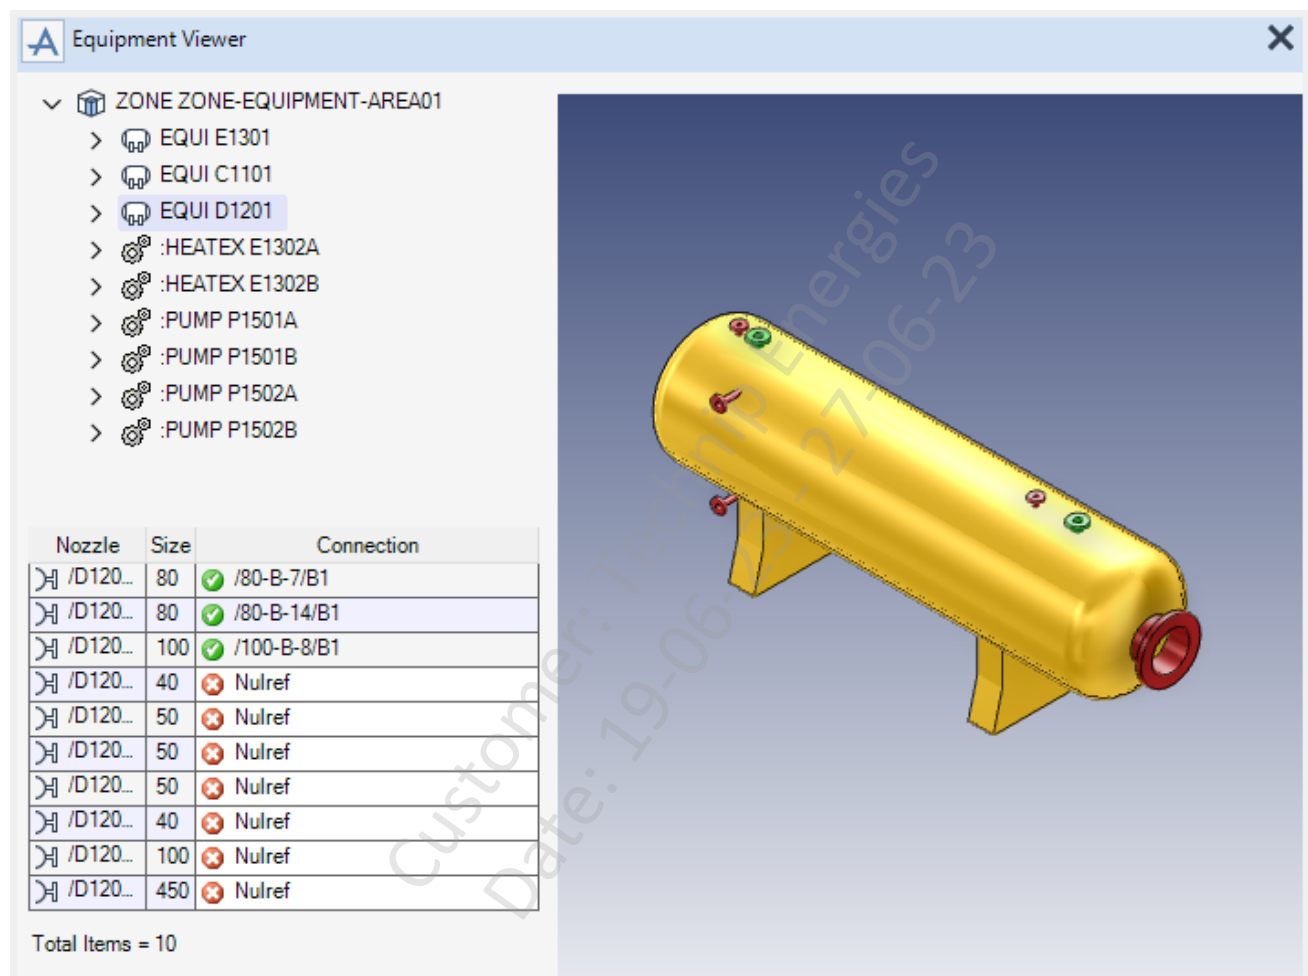 Equipment Viewer
ZONE ZONE-EQUIPMENT-AREA01
EQUI E1301
EQUI C1101
EQUI D1201
:HEATEX E1302A
:HEATEX E1302B
:PUMP P1501A
:PUMP P1501B
:PUMP P1502A
:PUMP P1502B
Nozzle Size Connection
/D120... 80 /80-B-7/B1
/D120... 80 /80-B-14/B1
/D120... 100 /100-B-8/B1
/D120... 40 Nulref
/D120... 50 Nulref
/D120... 50 Nulref
/D120... 50 Nulref
/D120... 40 Nulref
/D120... 100 Nulref
/D120... 450 Nulref
Total Items = 10
Customer: Technip Energies
Date: 19-06-23 - 27-06-23